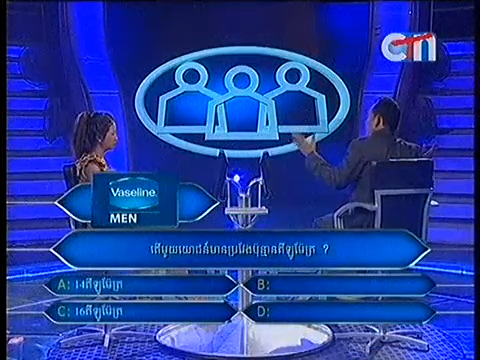 CTN
Vaseline
MEN
តើមួយយោជន៍មានប្រវែងប៉ុន្មានគីឡូម៉ែត្រ ?
A: 14គីឡូម៉ែត្រ
B:
C: 16គីឡូម៉ែត្រ
D: